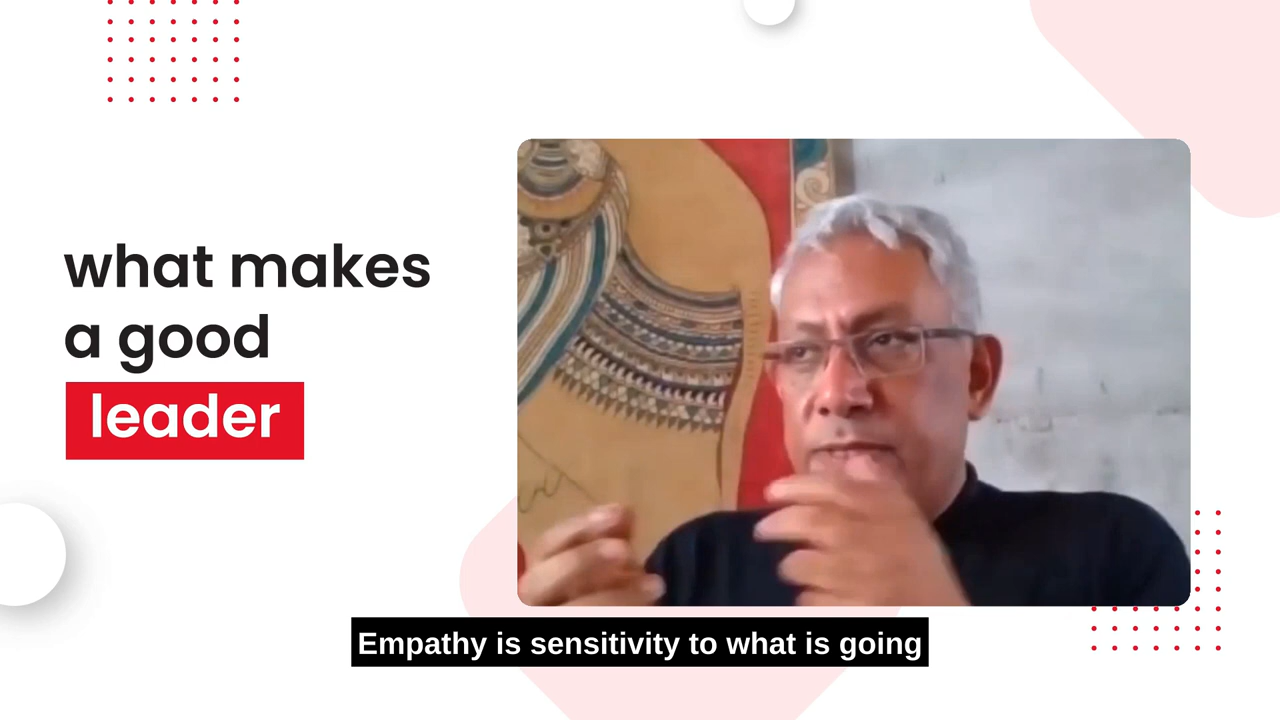 what makes
a good
leader
Empathy is sensitivity to what is going